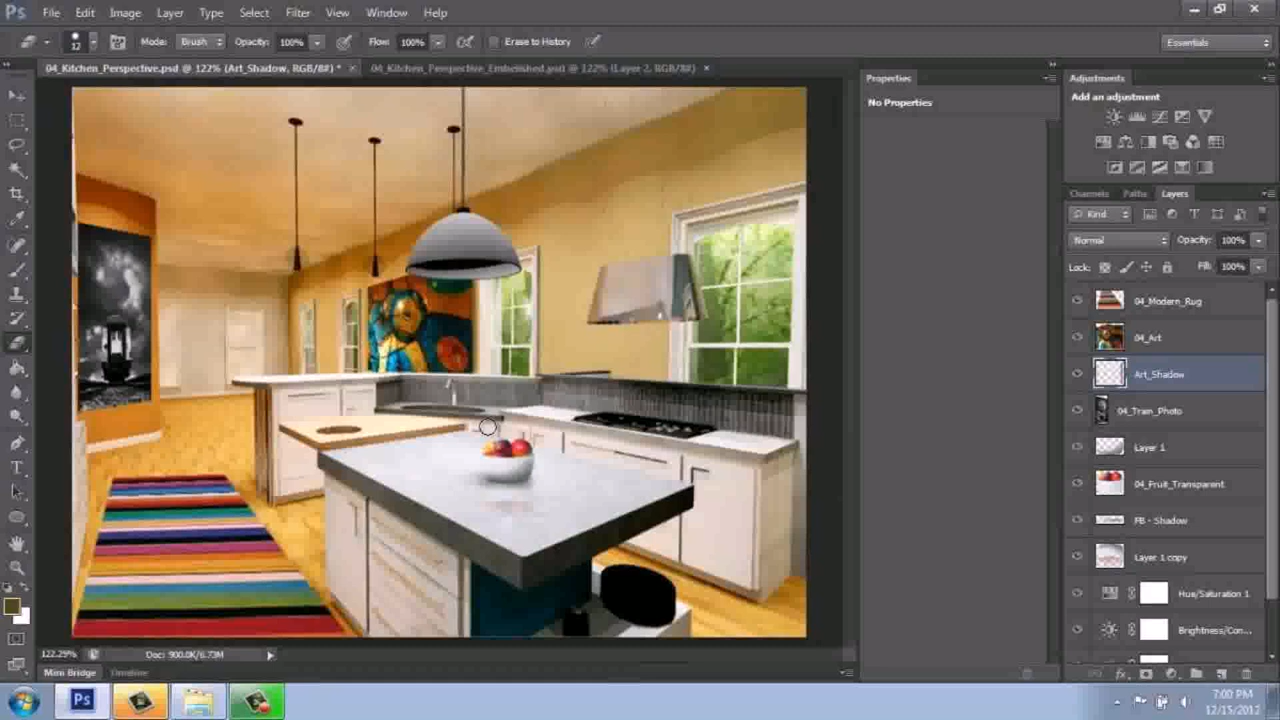 Ps File Edit Image Layer Type Select Filter View Window Help
12 Mode: Brush Opacity: 100% Flow: 100% Erase to History Essentials
04_Kitchen_Perspective.psd @ 122% (Art_Shadow, RGB/8#) * × 04_Kitchen_Perspective_Embelished.psd @ 122% (Layer 2, RGB/8#) ×
Properties
No Properties
Adjustments
Add an adjustment
Channels Paths Layers
Kind
Normal Opacity: 100%
Lock: Fill: 100%
04_Modern_Rug
04_Art
Art_Shadow
04_Train_Photo
Layer 1
04_Fruit_Transparent
FB - Shadow
Layer 1 copy
Hue/Saturation 1
Brightness/Con...
fx
122.29% Doc: 900.0K/6.73M
Mini Bridge Timeline
Ps
7:00 PM
12/15/2012